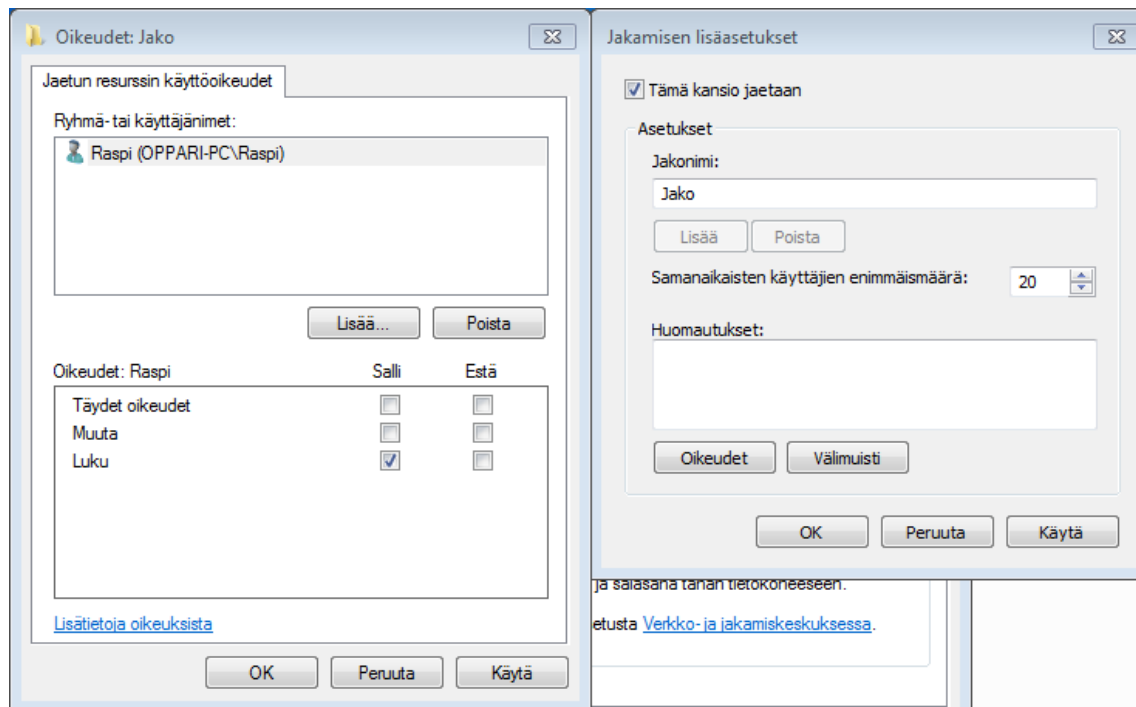 Oikeudet: Jako
Jaetun resurssin käyttöoikeudet
Ryhmä- tai käyttäjänimet:
Raspi (OPPARI-PC\Raspi)
Lisää... Poista
Oikeudet: Raspi Salli Estä
Täydet oikeudet
Muuta
Luku
Lisätietoja oikeuksista
OK Peruuta Käytä
Jakamisen lisäasetukset
Tämä kansio jaetaan
Asetukset
Jakonimi:
Jako
Lisää Poista
Samanaikaisten käyttäjien enimmäismäärä: 20
Huomautukset:
Oikeudet Välimuisti
OK Peruuta Käytä
ja salasana tähän tietokoneeseen.
etusta Verkko- ja jakamiskeskuksessa.